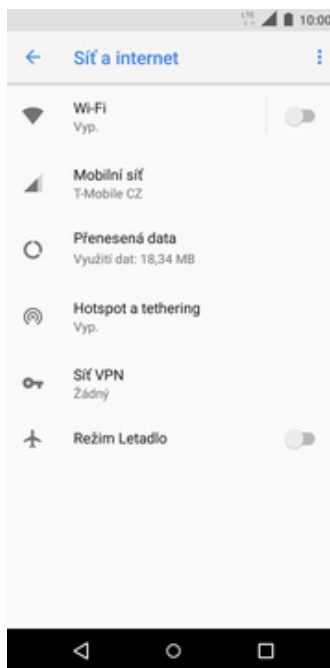 LTE 10:00
Síť a internet
Wi-Fi
Vyp.
Mobilní síť
T-Mobile CZ
Přenesená data
Využití dat: 18,34 MB
Hotspot a tethering
Vyp.
Síť VPN
Žádný
Režim Letadlo